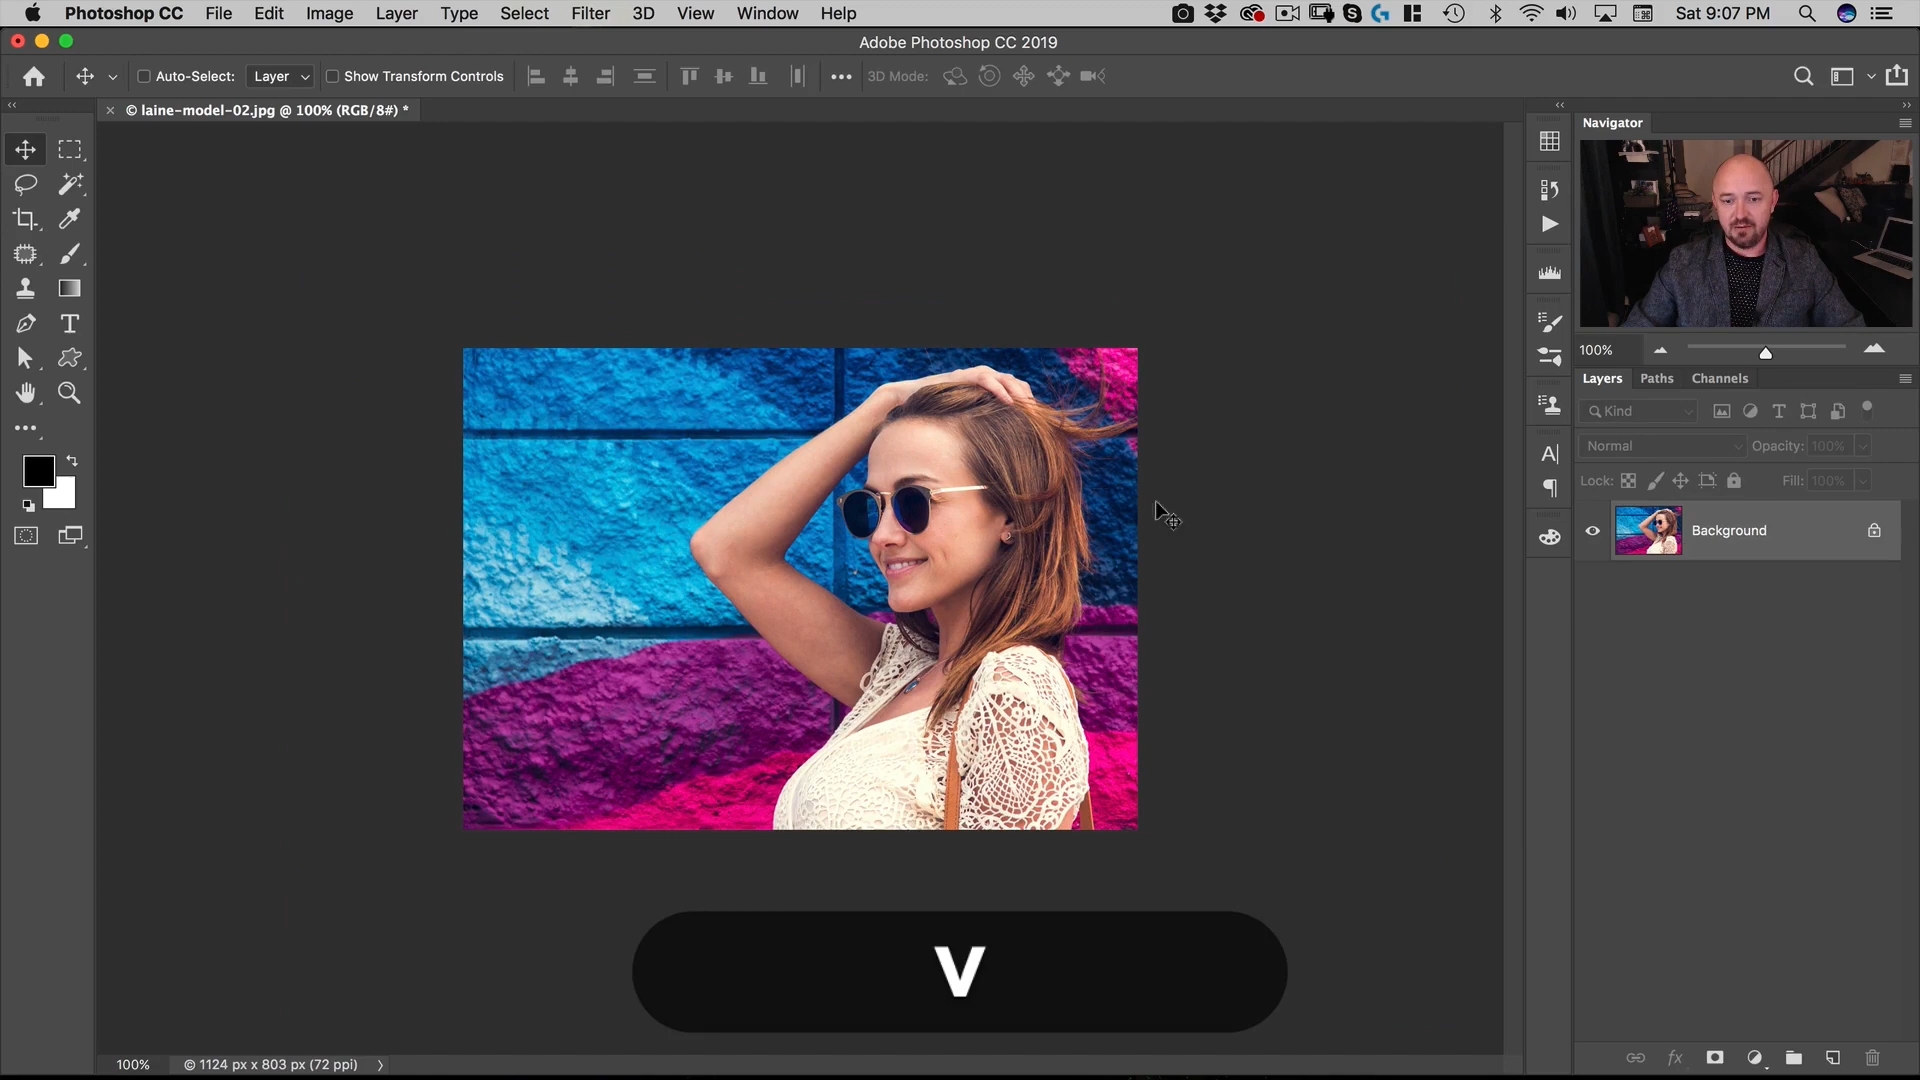 Photoshop CC File Edit Image Layer Type Select Filter 3D View Window Help Sat 9:07 PM
Adobe Photoshop CC 2019
Auto-Select: Layer Show Transform Controls 3D Mode:
© laine-model-02.jpg @ 100% (RGB/8#) *
Navigator
100%
Layers Paths Channels
Kind
Normal Opacity: 100%
Lock: Fill: 100%
Background
V
100% © 1124 px x 803 px (72 ppi)
fx